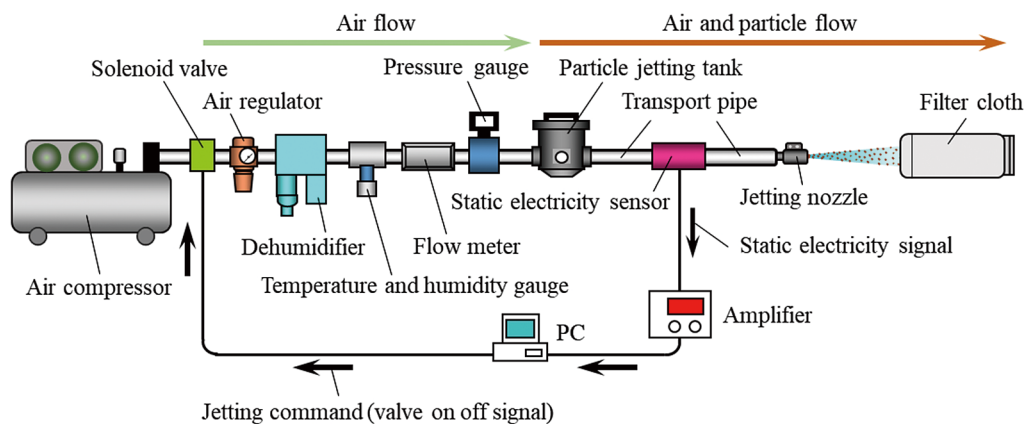 Air flow
Air and particle flow
Solenoid valve
Pressure gauge
Particle jetting tank
Air regulator
Transport pipe
Filter cloth
Static electricity sensor
Jetting nozzle
Dehumidifier
Flow meter
Static electricity signal
Air compressor
Temperature and humidity gauge
Amplifier
PC
Jetting command (valve on off signal)